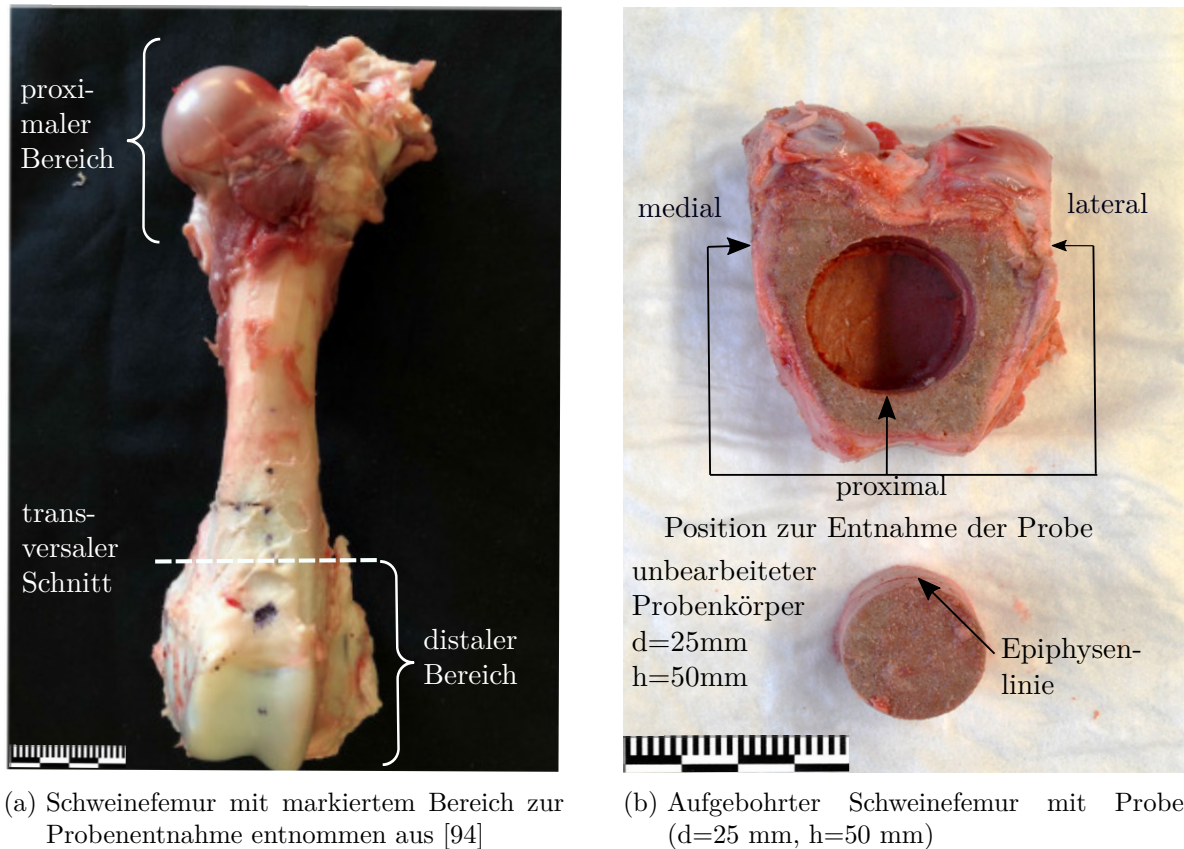 proxi-
maler
Bereich
trans-
versaler
Schnitt
distaler
Bereich
(a) Schweinefemur mit markiertem Bereich zur
Probenentnahme entnommen aus [94]
medial
lateral
proximal
Position zur Entnahme der Probe
unbearbeiteter
Probenkörper
d=25mm
h=50mm
Epiphysen-
linie
(b) Aufgebohrter Schweinefemur mit Probe
(d=25 mm, h=50 mm)